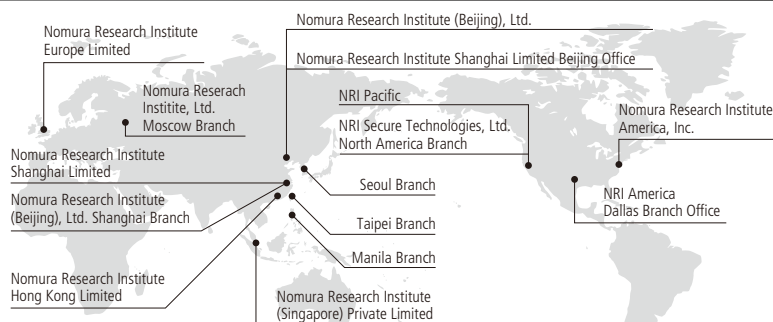 Nomura Research Institute
Europe Limited
Nomura Reserach
Institite, Ltd.
Moscow Branch
Nomura Research Institute
Shanghai Limited
Nomura Research Institute
(Beijing), Ltd. Shanghai Branch
Nomura Research Institute
Hong Kong Limited
Nomura Research Institute (Beijing), Ltd.
Nomura Research Institute Shanghai Limited Beijing Office
NRI Pacific
NRI Secure Technologies, Ltd.
North America Branch
Seoul Branch
Taipei Branch
Manila Branch
Nomura Research Institute
(Singapore) Private Limited
Nomura Research Institute
America, Inc.
NRI America
Dallas Branch Office